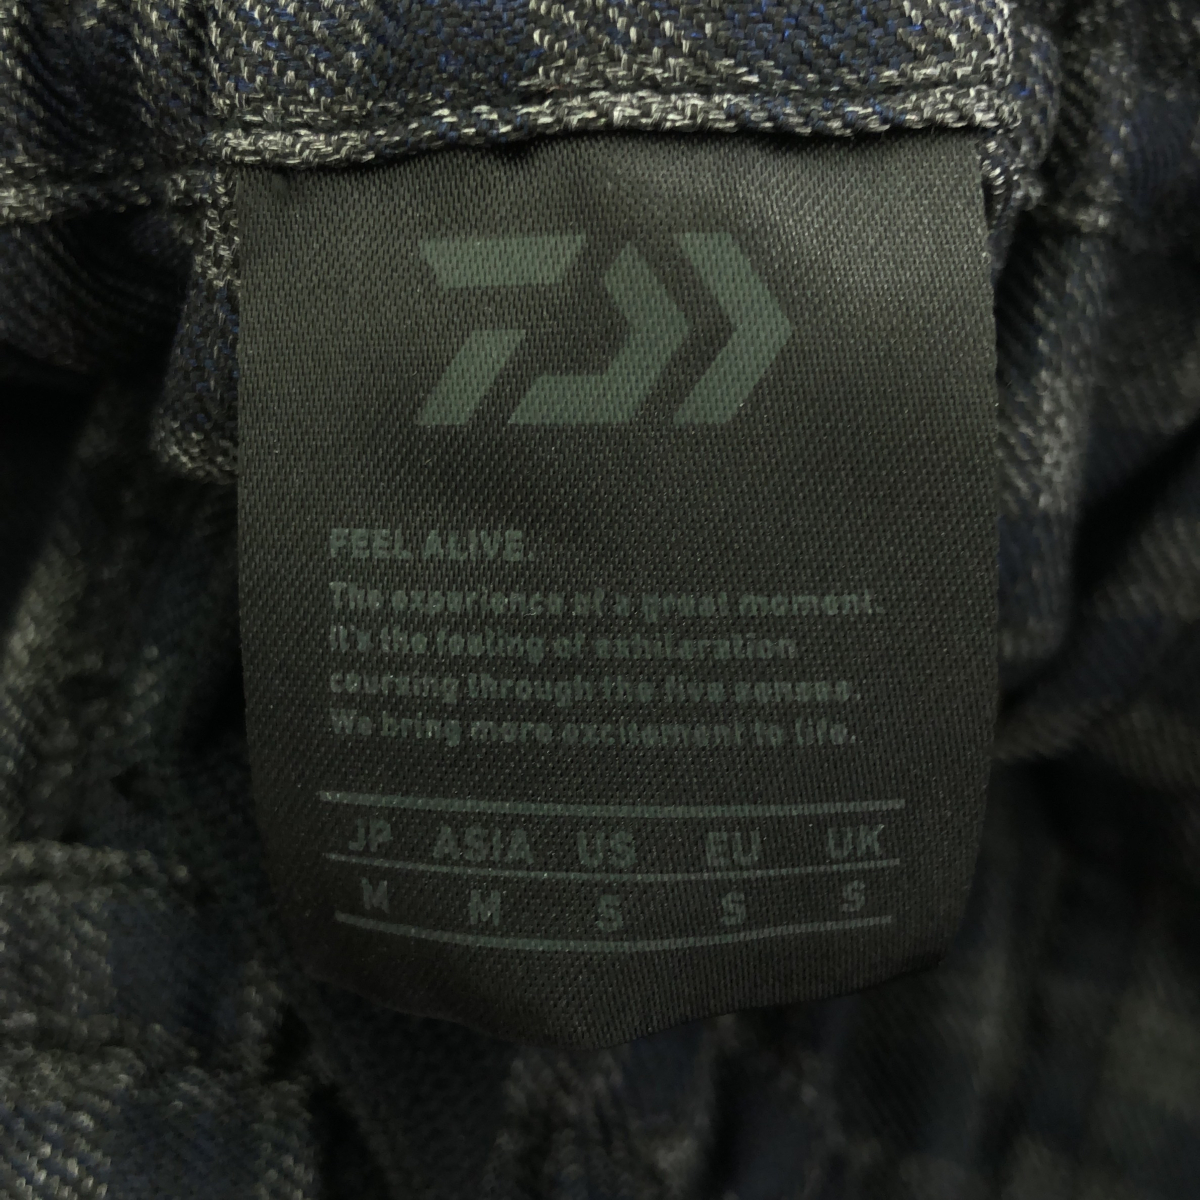 FEEL ALIVE.
The experience of a great moment.
It's the feeling of exhilaration
coursing through the five senses.
We bring more excitement to life.
JP ASIA US EU UK
M M S S S